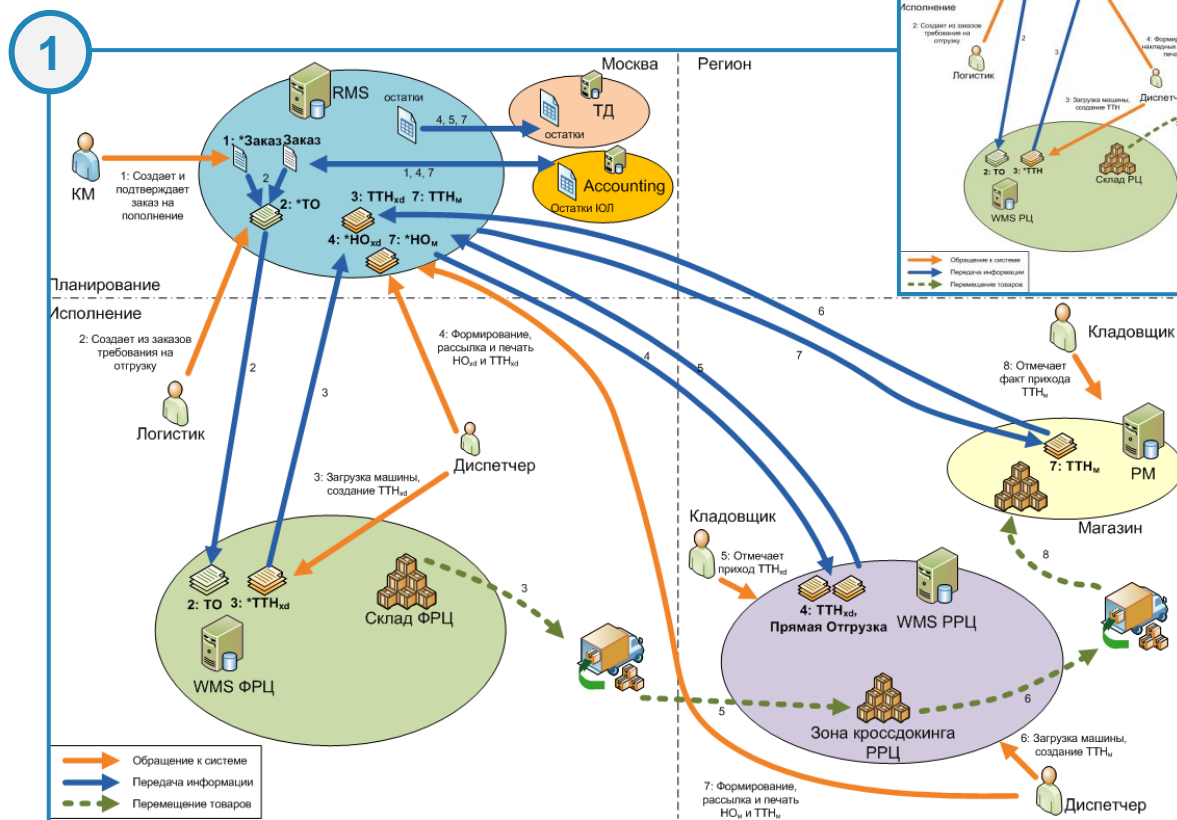 1
Москва
Регион
RMS
остатки
ТД
остатки
4, 5, 7
1: *Заказ
Заказ
КМ
1: Создает и
подтверждает
заказ на
пополнение
2
1, 4, 7
Accounting
Остатки ЮЛ
2: *ТО
3: ТТНxd
7: ТТНм
4: *НОxd
7: *НОм
Планирование
Исполнение
2: Создает из заказов
требования на
отгрузку
Логистик
2
3
4: Формирование,
рассылка и печать
НОxd и ТТНxd
Диспетчер
3: Загрузка машины,
создание ТТНxd
4
5
6
7
Кладовщик
8: Отмечает
факт прихода
ТТНм
7: ТТНм
РМ
Магазин
2: ТО
3: *ТТНxd
Склад ФРЦ
WMS ФРЦ
3
Кладовщик
5: Отмечает
приход ТТНxd
4: ТТНxd,
Прямая Отгрузка
WMS РРЦ
8
5
6
Зона кроссдокинга
РРЦ
6: Загрузка машины,
создание ТТНм
7: Формирование,
рассылка и печать
НОм и ТТНм
Диспетчер
Обращение к системе
Передача информации
Перемещение товаров
Исполнение
2: Создает из заказов
требования на
отгрузку
Логистик
2
3
4: Формир
накладных
печ
Диспетч
3: Загрузка машины,
создание ТТН
2: ТО
3: *ТТН
Склад РЦ
WMS РЦ
Обращение к системе
Передача информации
Перемещение товаров